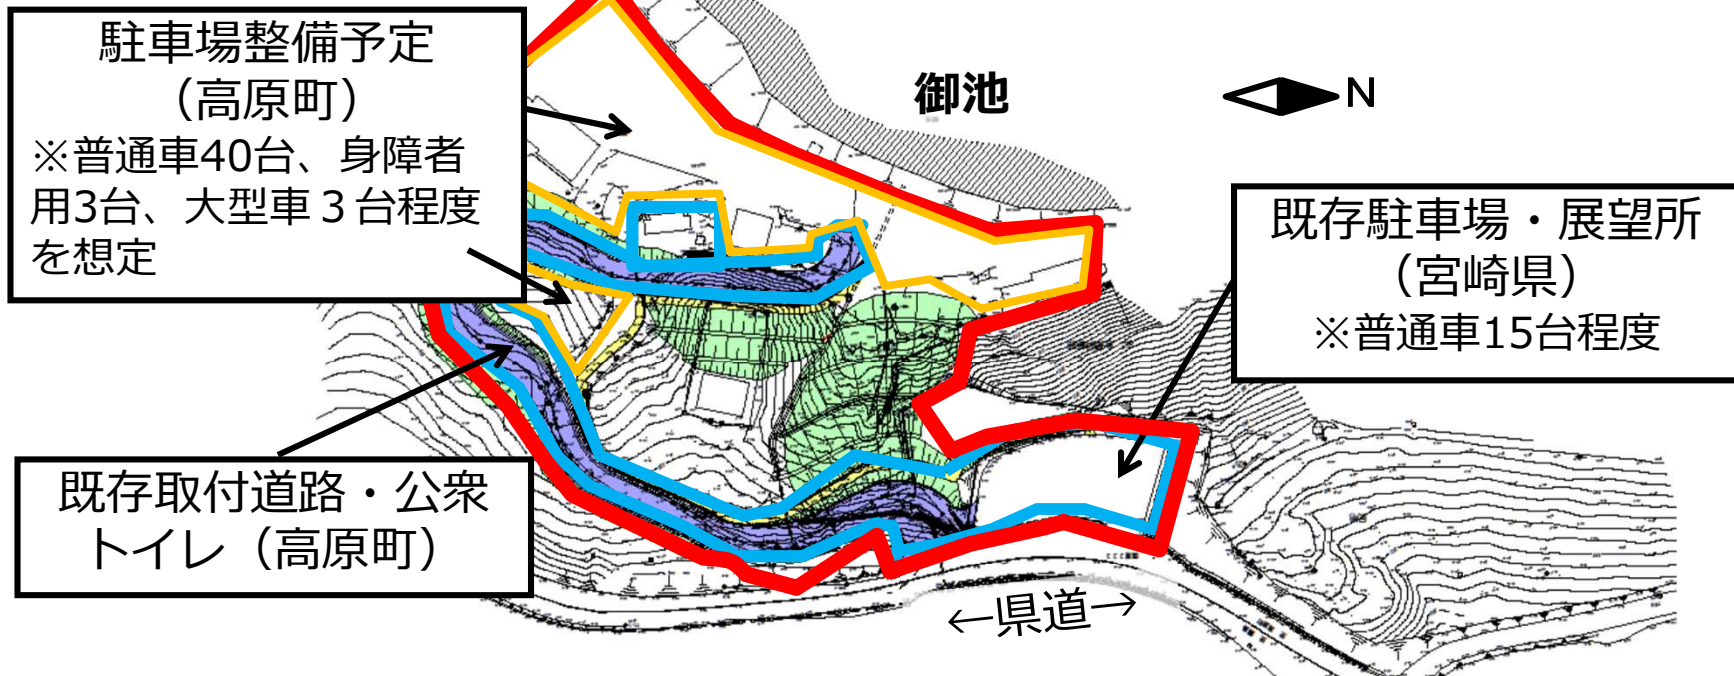 駐車場整備予定
（高原町）
※普通車40台、身障者
用3台、大型車３台程度
を想定
御池
N
既存駐車場・展望所
（宮崎県）
※普通車15台程度
既存取付道路・公衆
トイレ（高原町）
←県道→